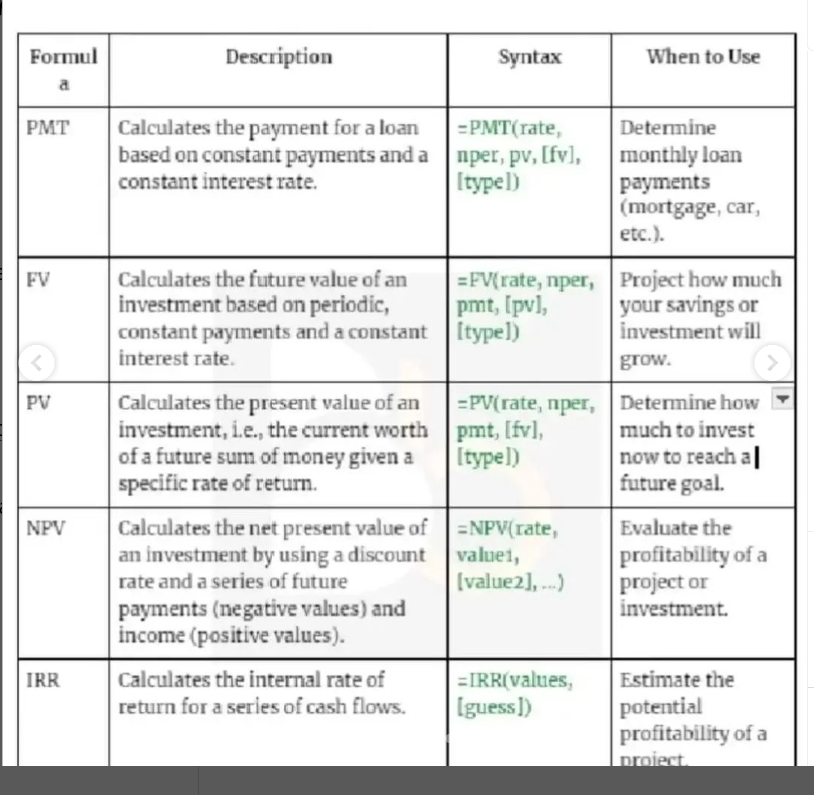 Formul
a
Description
Syntax
When to Use
PMT
Calculates the payment for a loan
based on constant payments and a
constant interest rate.
=PMT(rate,
nper, pv, [fv],
[type])
Determine
monthly loan
payments
(mortgage, car,
etc.).
FV
Calculates the future value of an
investment based on periodic,
constant payments and a constant
interest rate.
=FV(rate, nper,
pmt, [pv],
[type])
Project how much
your savings or
investment will
grow.
PV
Calculates the present value of an
investment, i.e., the current worth
of a future sum of money given a
specific rate of return.
=PV(rate, nper,
pmt, [fv],
[type])
Determine how
much to invest
now to reach a
future goal.
NPV
Calculates the net present value of
an investment by using a discount
rate and a series of future
payments (negative values) and
income (positive values).
=NPV(rate,
value1,
[value2], ...)
Evaluate the
profitability of a
project or
investment.
IRR
Calculates the internal rate of
return for a series of cash flows.
=IRR(values,
[guess])
Estimate the
potential
profitability of a
project.